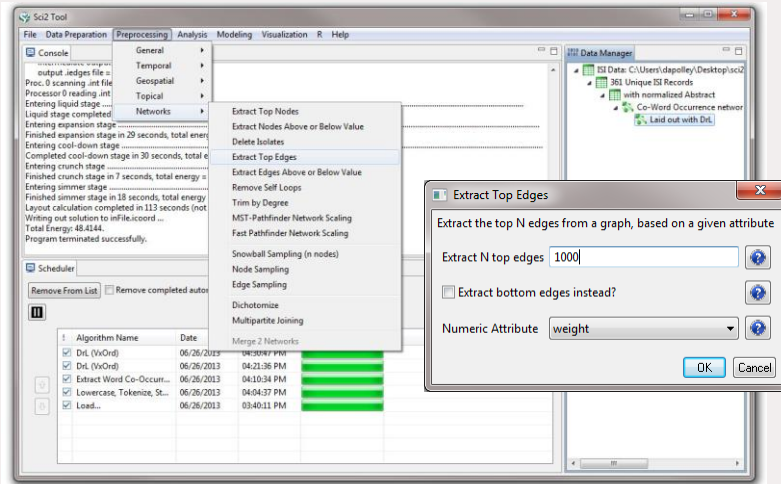 Sci2 Tool
File Data Preparation Preprocessing Analysis Modeling Visualization R Help
Console
output .iedges file =
Proc. 0 scanning .int file
Processor 0 reading .int
Entering liquid stage
Liquid stage completed
Entering expansion stage
Finished expansion stage in 29 seconds, total energ
Entering cool-down stage
Completed cool-down stage in 30 seconds, total e
Entering crunch stage
Finished crunch stage in 7 seconds, total energy =
Entering simmer stage
Finished simmer stage in 18 seconds, total energy
Layout calculation completed in 113 seconds (not
Writing out solution to inFile.icoord ...
Total Energy: 48.4144.
Program terminated successfully.
General
Temporal
Geospatial
Topical
Networks
Extract Top Nodes
Extract Nodes Above or Below Value
Delete Isolates
Extract Top Edges
Extract Edges Above or Below Value
Remove Self Loops
Trim by Degree
MST-Pathfinder Network Scaling
Fast Pathfinder Network Scaling
Snowball Sampling (n nodes)
Node Sampling
Edge Sampling
Dichotomize
Multipartite Joining
Merge 2 Networks
Data Manager
ISI Data: C:\Users\dapolley\Desktop\sci2
361 Unique ISI Records
with normalized Abstract
Co-Word Occurrence networ
Laid out with DrL
Extract Top Edges
Extract the top N edges from a graph, based on a given attribute
Extract N top edges 1000
Extract bottom edges instead?
Numeric Attribute weight
OK Cancel
Scheduler
Remove From List Remove completed autor
! Algorithm Name Date
DrL (VxOrd) 06/26/2013 04:30:47 PM
DrL (VxOrd) 06/26/2013 04:21:36 PM
Extract Word Co-Occurr... 06/26/2013 04:10:34 PM
Lowercase, Tokenize, St... 06/26/2013 04:04:37 PM
Load... 06/26/2013 03:40:11 PM